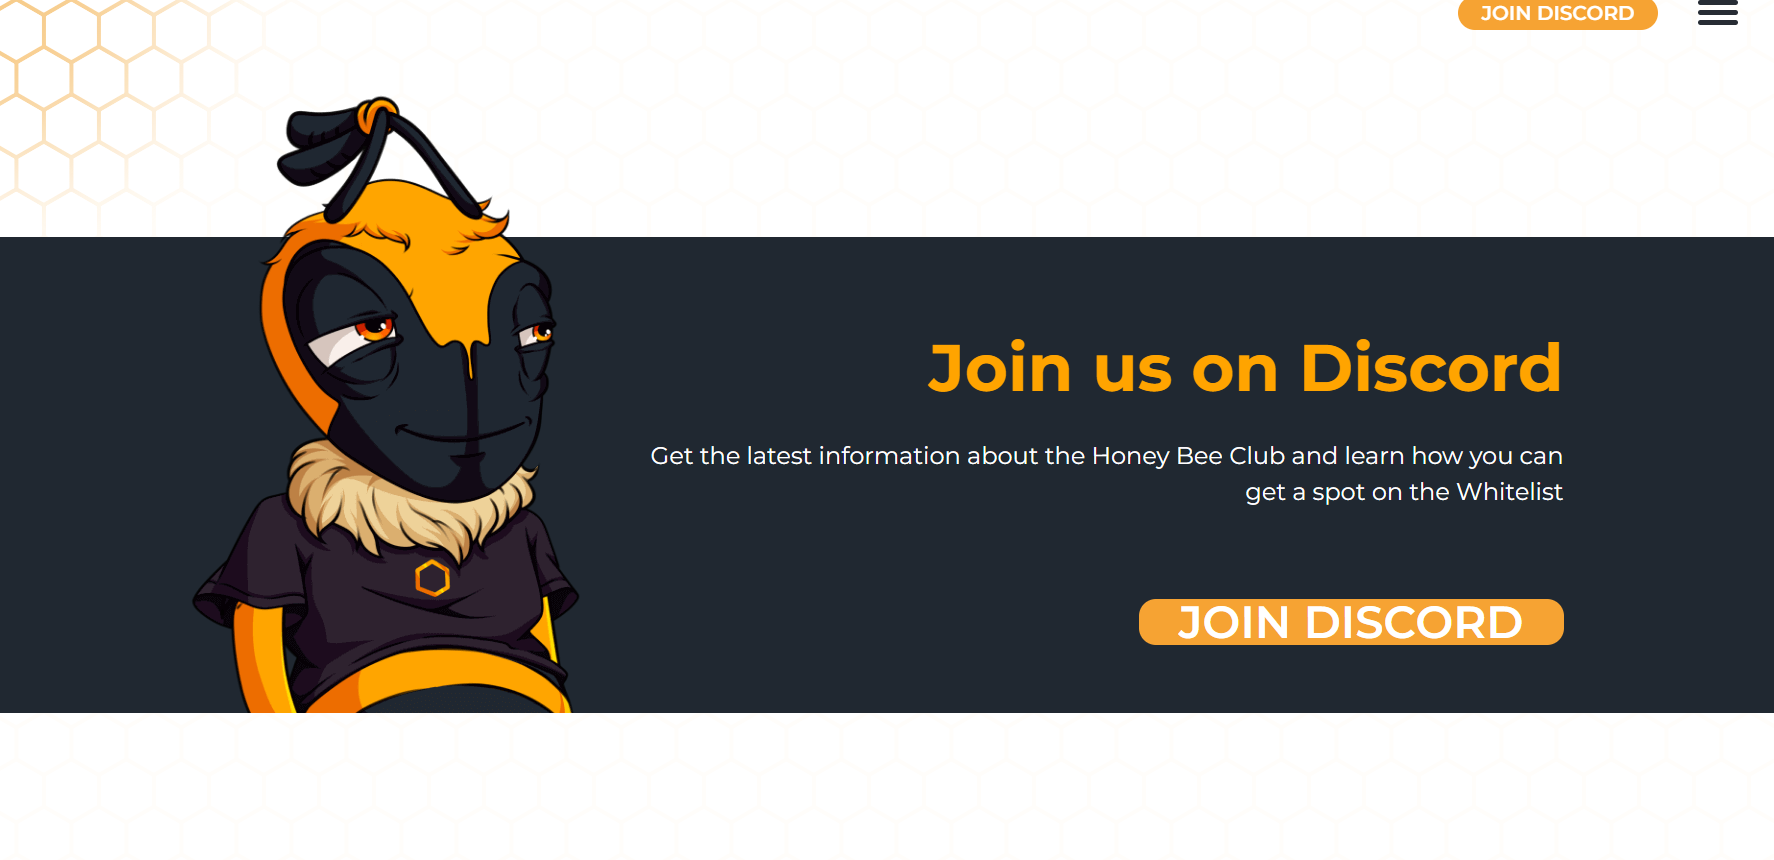 JOIN DISCORD
Join us on Discord
Get the latest information about the Honey Bee Club and learn how you can
get a spot on the Whitelist
JOIN DISCORD